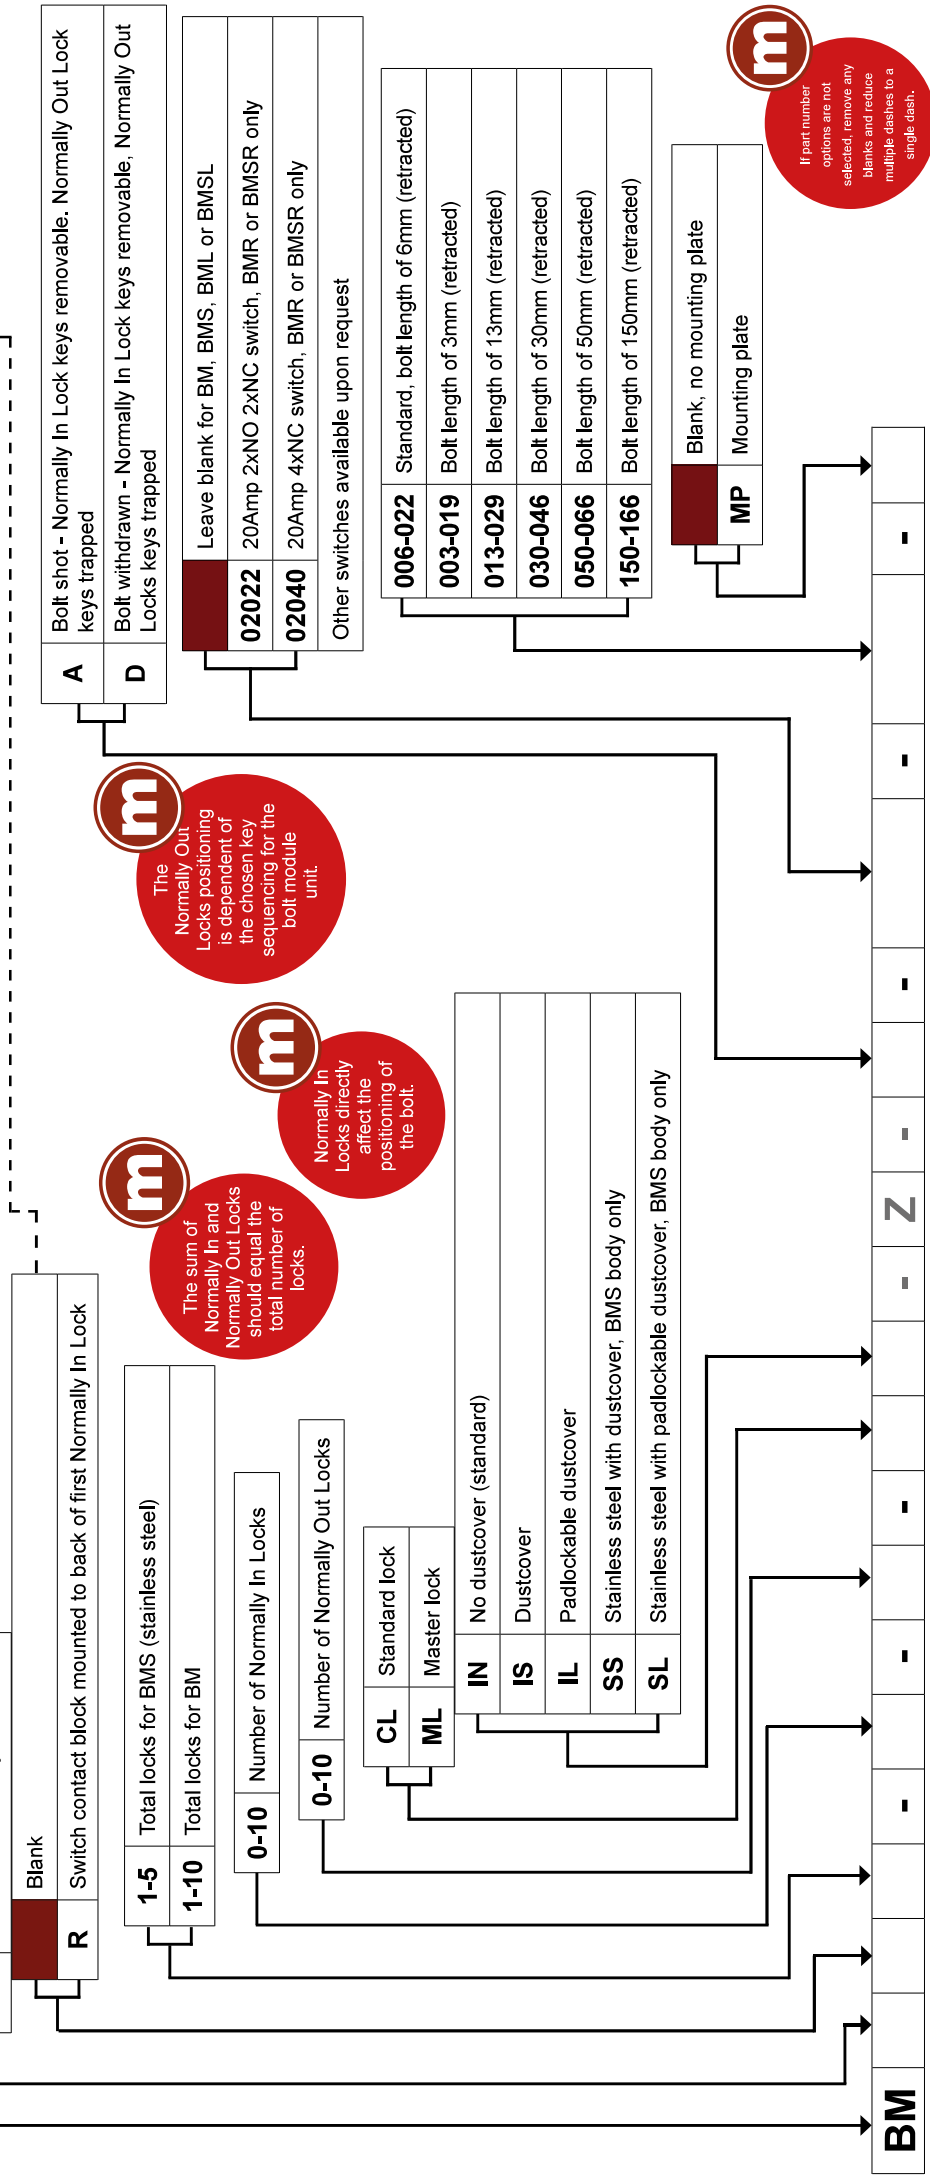 Blank
R Switch contact block mounted to back of first Normally In Lock
1-5 Total locks for BMS (stainless steel)
1-10 Total locks for BM
0-10 Number of Normally In Locks
0-10 Number of Normally Out Locks
CL Standard lock
ML Master lock
IN No dustcover (standard)
IS Dustcover
IL Padlockable dustcover
SS Stainless steel with dustcover, BMS body only
SL Stainless steel with padlockable dustcover, BMS body only
m
The sum of
Normally In and
Normally Out Locks
should equal the
total number of
locks.
m
Normally In
Locks directly
affect the
positioning of
the bolt.
m
The
Normally Out
Locks positioning
is dependent of
the chosen key
sequencing for the
bolt module
unit.
A Bolt shot - Normally In Lock keys removable. Normally Out Lock
keys trapped
D Bolt withdrawn - Normally In Lock keys removable, Normally Out
Locks keys trapped
Leave blank for BM, BMS, BML or BMSL
02022 20Amp 2xNO 2xNC switch, BMR or BMSR only
02040 20Amp 4xNC switch, BMR or BMSR only
Other switches available upon request
006-022 Standard, bolt length of 6mm (retracted)
003-019 Bolt length of 3mm (retracted)
013-029 Bolt length of 13mm (retracted)
030-046 Bolt length of 30mm (retracted)
050-066 Bolt length of 50mm (retracted)
150-166 Bolt length of 150mm (retracted)
Blank, no mounting plate
MP Mounting plate
m
If part number
options are not
selected, remove any
blanks and reduce
multiple dashes to a
single dash.
BM - - - - Z - - - -